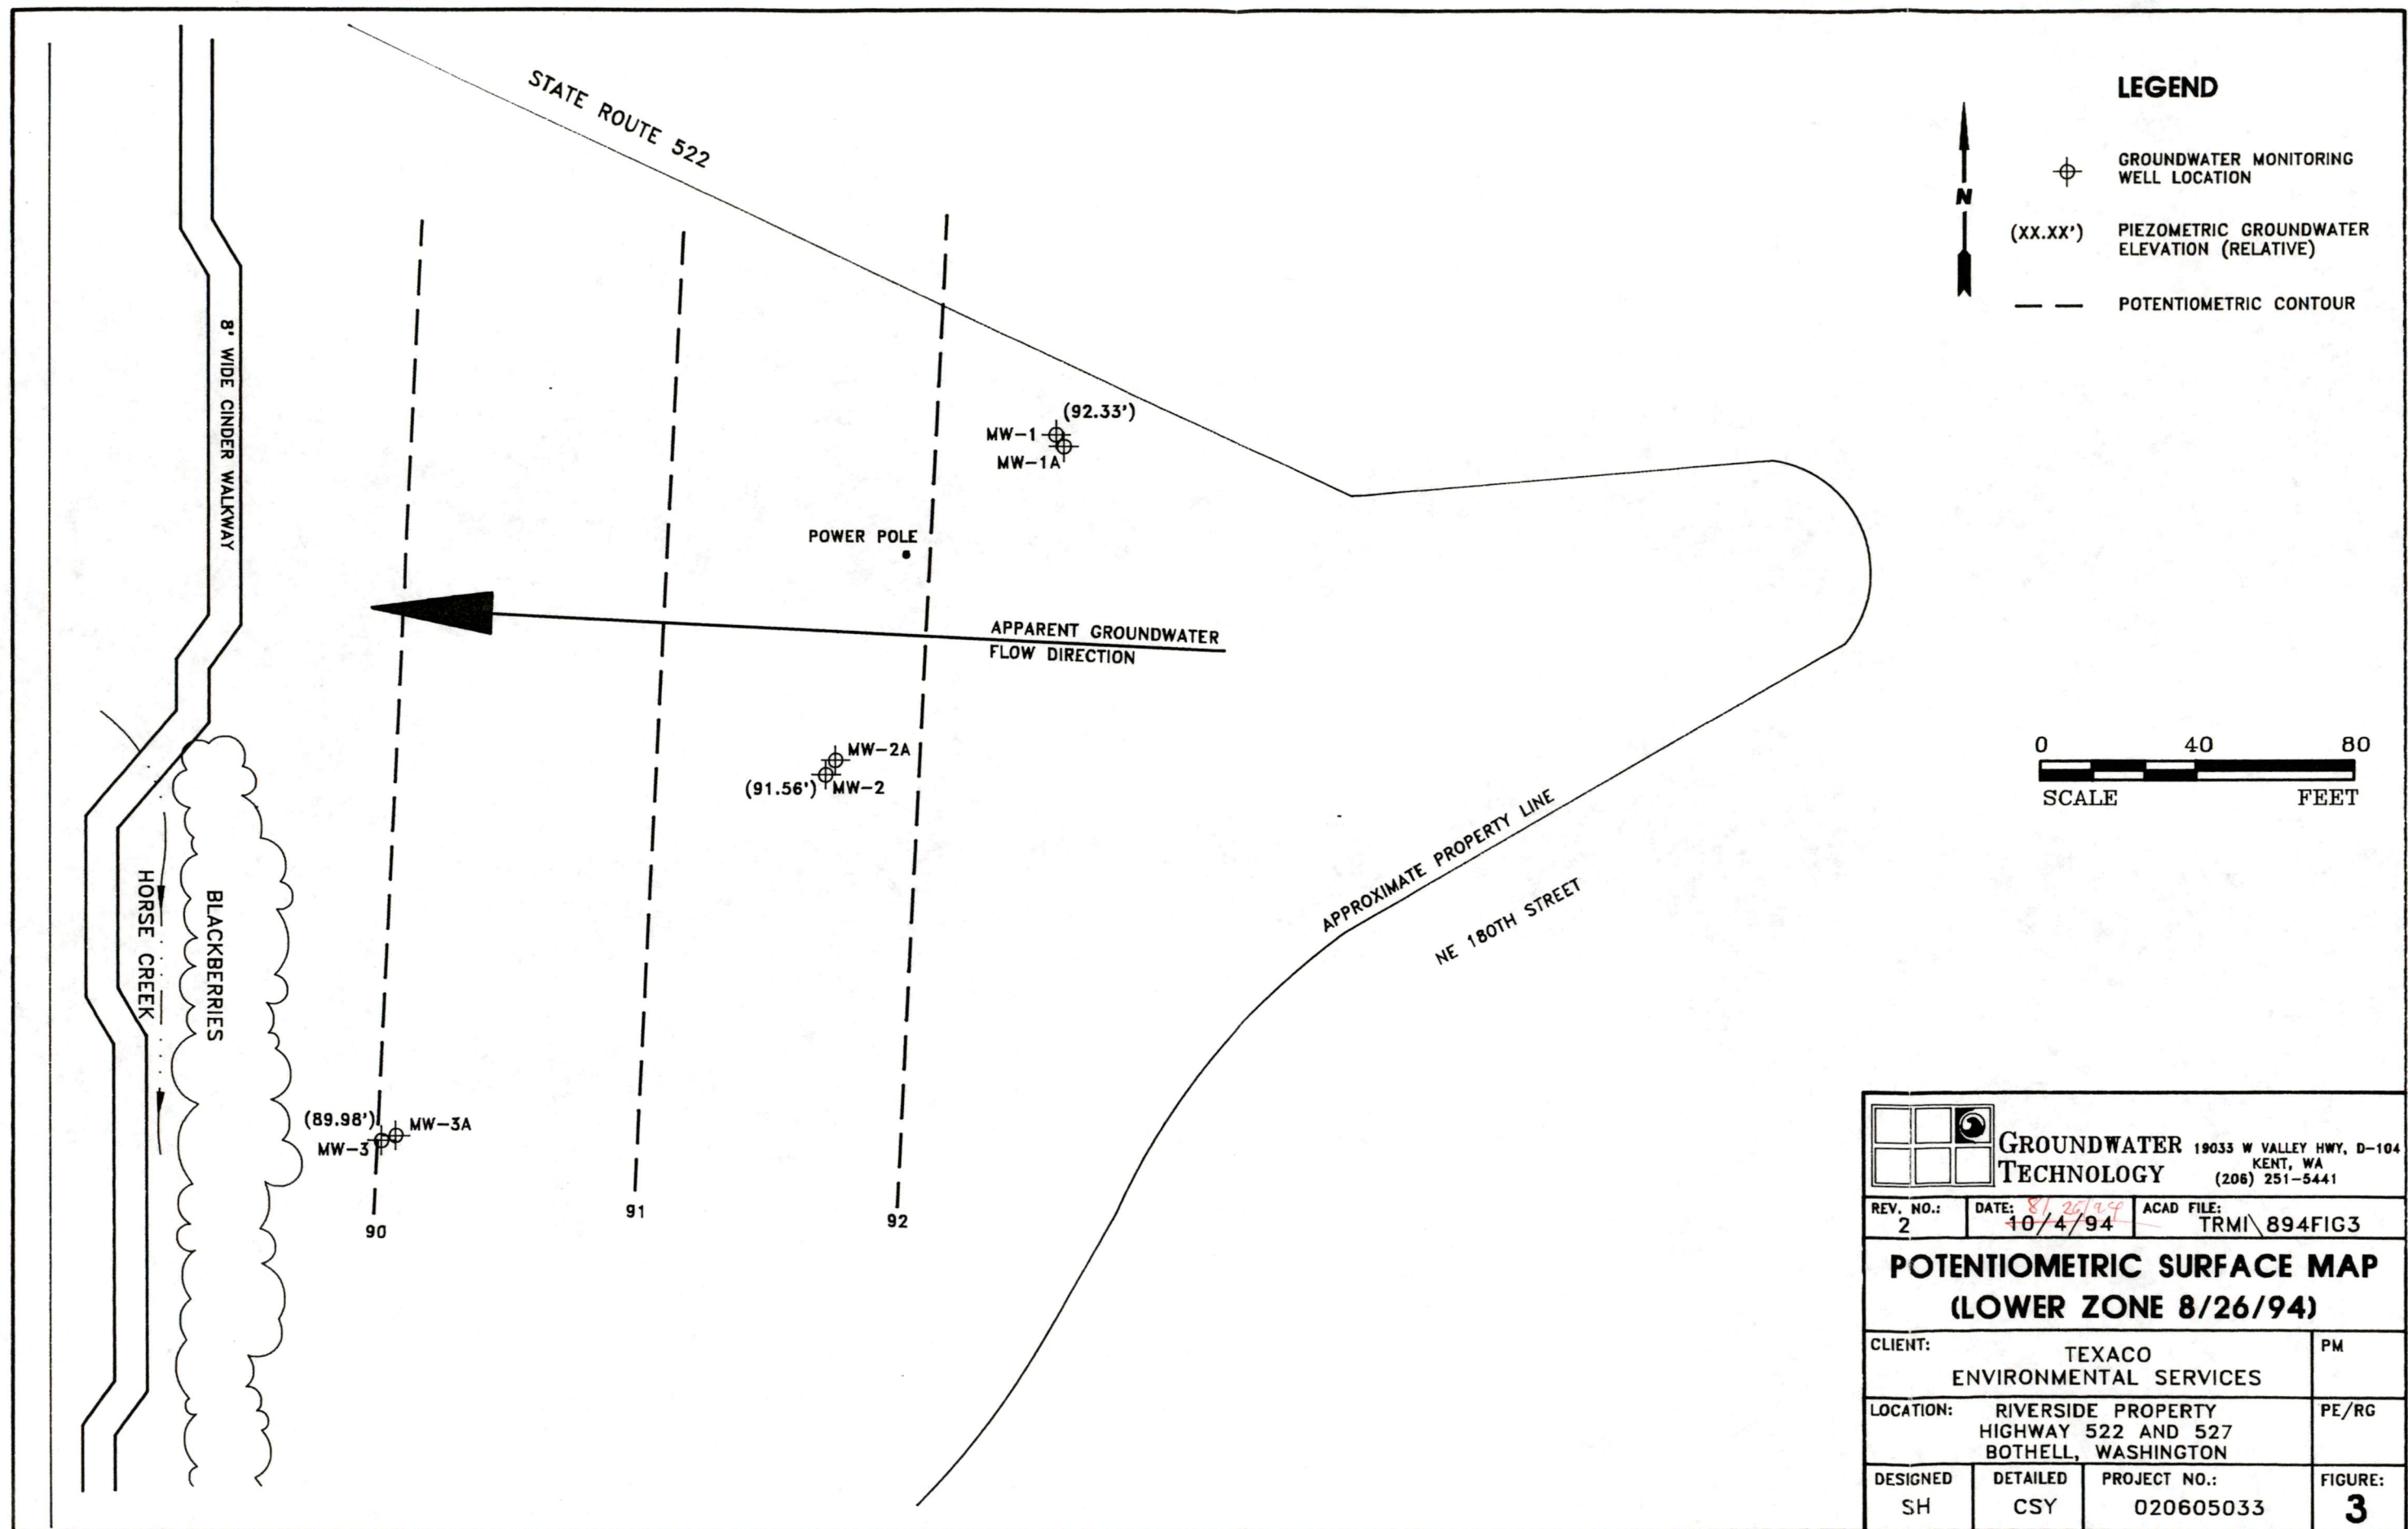 STATE ROUTE 522
8' WIDE CINDER WALKWAY
(92.33')
MW-1
MW-1A
POWER POLE
APPARENT GROUNDWATER
FLOW DIRECTION
MW-2A
(91.56')
MW-2
HORSE CREEK
BLACKBERRIES
(89.98')
MW-3A
MW-3
90
91
92
APPROXIMATE PROPERTY LINE
NE 180TH STREET
LEGEND
N
GROUNDWATER MONITORING
WELL LOCATION
(XX.XX')
PIEZOMETRIC GROUNDWATER
ELEVATION (RELATIVE)
POTENTIOMETRIC CONTOUR
0 40 80
SCALE FEET
GROUNDWATER
TECHNOLOGY
19033 W VALLEY HWY, D-104
KENT, WA
(206) 251-5441
REV. NO.:
2
DATE: 8/26/94
10/4/94
ACAD FILE:
TRMI\894FIG3
POTENTIOMETRIC SURFACE MAP
(LOWER ZONE 8/26/94)
CLIENT:
TEXACO
ENVIRONMENTAL SERVICES
PM
LOCATION:
RIVERSIDE PROPERTY
HIGHWAY 522 AND 527
BOTHELL, WASHINGTON
PE/RG
DESIGNED
SH
DETAILED
CSY
PROJECT NO.:
020605033
FIGURE:
3